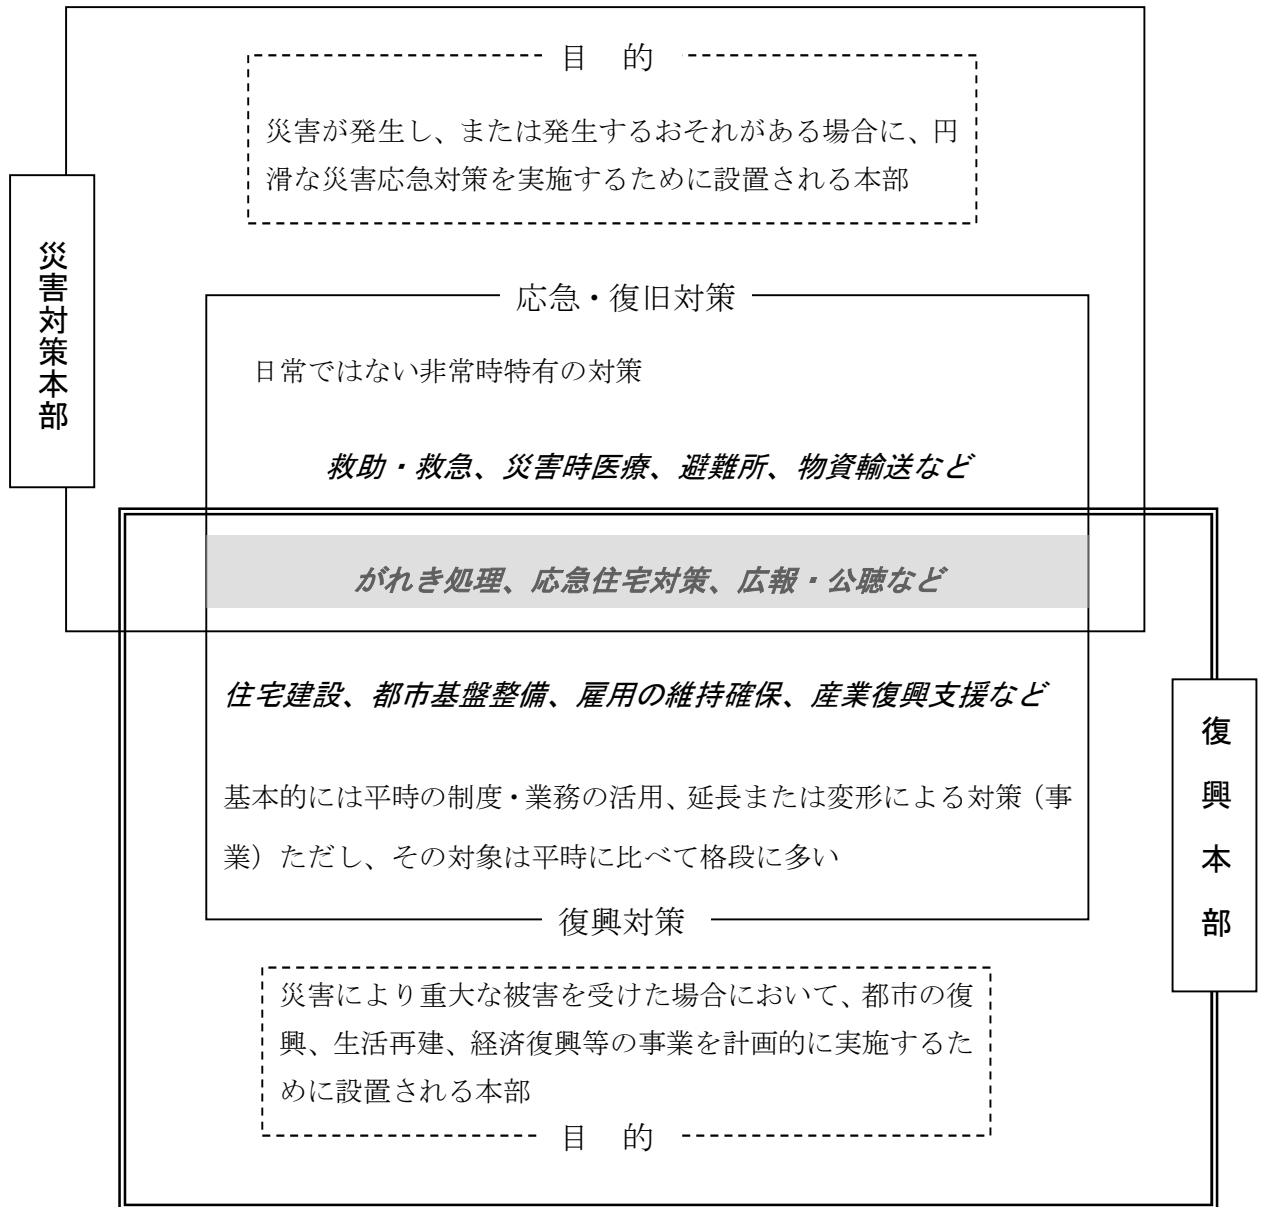 目 的
災害が発生し、または発生するおそれがある場合に、円
滑な災害応急対策を実施するために設置される本部
災害対策本部
応急・復旧対策
日常ではない非常時特有の対策
救助・救急、災害時医療、避難所、物資輸送など
がれき処理、応急住宅対策、広報・公聴など
住宅建設、都市基盤整備、雇用の維持確保、産業復興支援など
基本的には平時の制度・業務の活用、延長または変形による対策（事
業）ただし、その対象は平時に比べて格段に多い
復興対策
復興本部
災害により重大な被害を受けた場合において、都市の復
興、生活再建、経済復興等の事業を計画的に実施するた
めに設置される本部
目 的